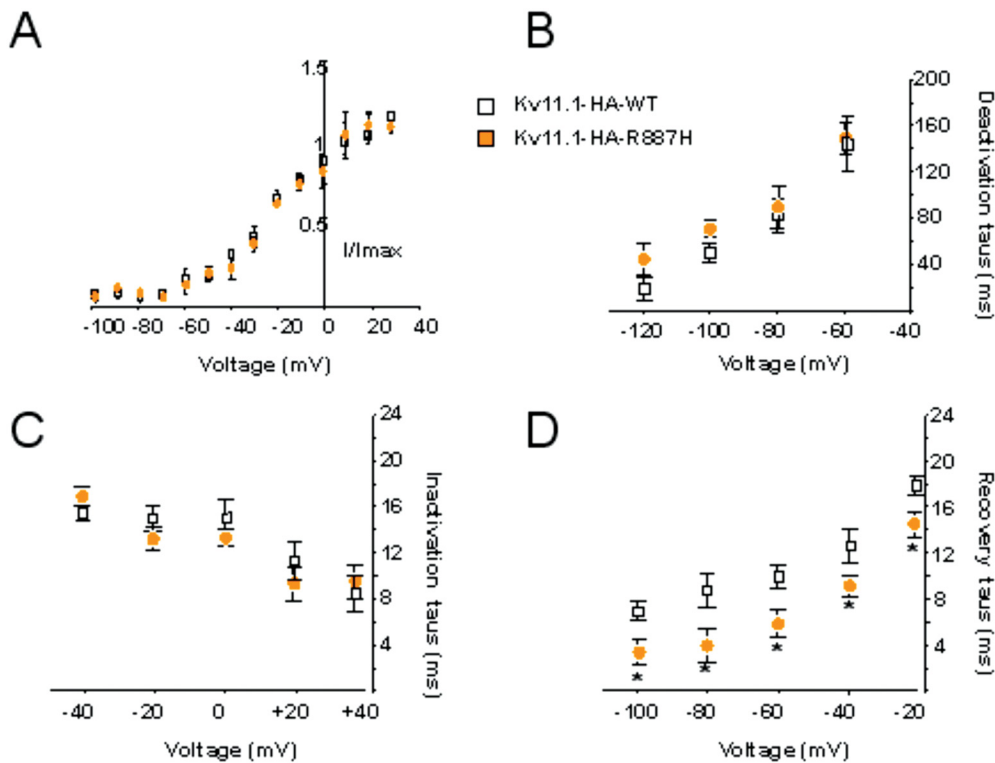 A
1.5
1
0.5
I/Imax
-100 -80 -60 -40 -20 0 20 40
Voltage (mV)
Kv11.1-HA-WT
Kv11.1-HA-R887H
B
200
160
120
80
40
Deactivation taus (ms)
-120 -100 -80 -60 -40
Voltage (mV)
C
24
20
16
12
8
4
Inactivation taus (ms)
-40 -20 0 +20 +40
Voltage (mV)
D
24
20
16
12
8
4
Recovery taus (ms)
* * * * *
-100 -80 -60 -40 -20
Voltage (mV)